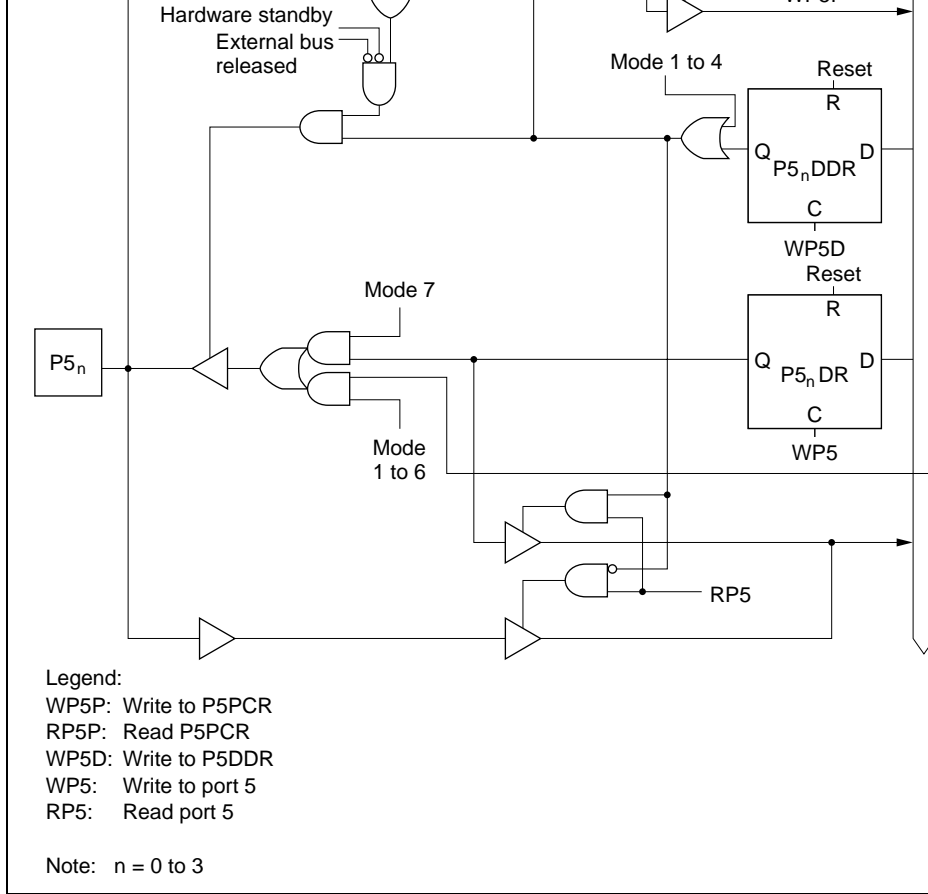 Hardware standby
External bus
released
Mode 1 to 4
Reset
R
Q
P5nDDR
D
C
WP5D
Reset
R
Mode 7
P5n
Q
P5n DR
D
C
WP5
Mode
1 to 6
RP5
Legend:
WP5P: Write to P5PCR
RP5P: Read P5PCR
WP5D: Write to P5DDR
WP5: Write to port 5
RP5: Read port 5
Note: n = 0 to 3